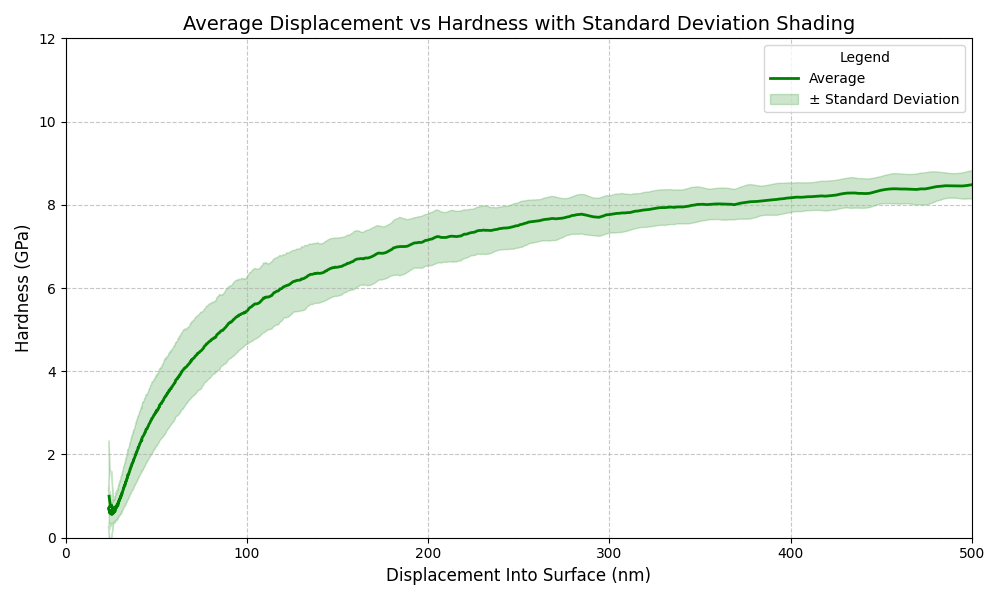 Average Displacement vs Hardness with Standard Deviation Shading
Hardness (GPa)
12
10
8
6
4
2
0
Legend
Average
± Standard Deviation
0
100
200
300
400
500
Displacement Into Surface (nm)